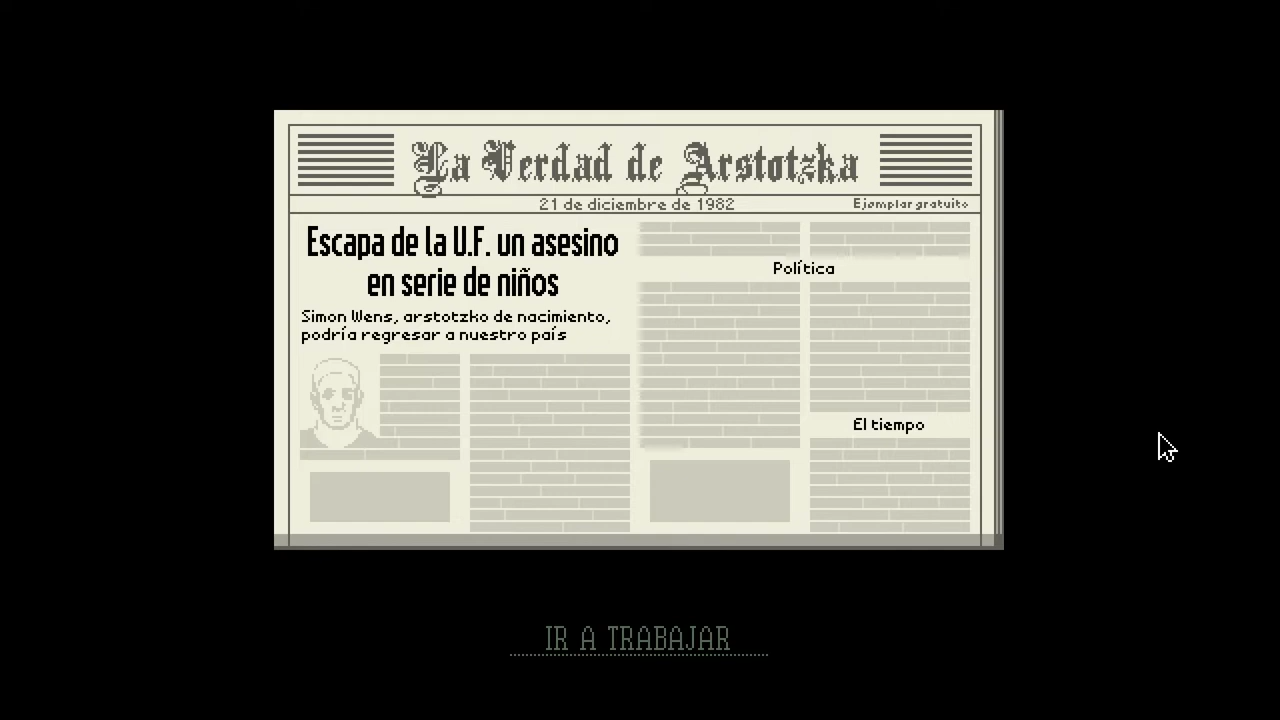 La Verdad de Arstotzka
21 de diciembre de 1982
Ejemplar gratuito
Escapa de la U.F. un asesino
en serie de niños
Simon Wens, arstotzko de nacimiento,
podría regresar a nuestro país
Política
El tiempo
IR A TRABAJAR